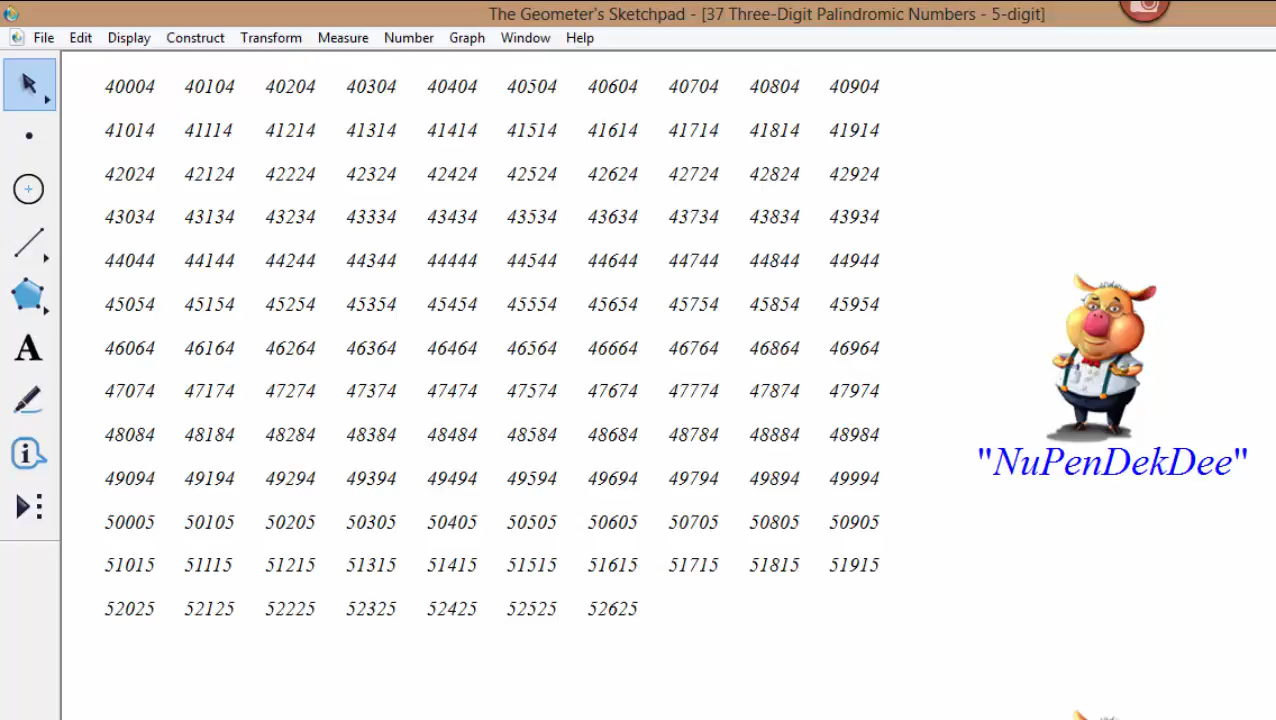 The Geometer's Sketchpad - [37 Three-Digit Palindromic Numbers - 5-digit]
File Edit Display Construct Transform Measure Number Graph Window Help
40004 40104 40204 40304 40404 40504 40604 40704 40804 40904
41014 41114 41214 41314 41414 41514 41614 41714 41814 41914
42024 42124 42224 42324 42424 42524 42624 42724 42824 42924
43034 43134 43234 43334 43434 43534 43634 43734 43834 43934
44044 44144 44244 44344 44444 44544 44644 44744 44844 44944
45054 45154 45254 45354 45454 45554 45654 45754 45854 45954
46064 46164 46264 46364 46464 46564 46664 46764 46864 46964
47074 47174 47274 47374 47474 47574 47674 47774 47874 47974
48084 48184 48284 48384 48484 48584 48684 48784 48884 48984
49094 49194 49294 49394 49494 49594 49694 49794 49894 49994
50005 50105 50205 50305 50405 50505 50605 50705 50805 50905
51015 51115 51215 51315 51415 51515 51615 51715 51815 51915
52025 52125 52225 52325 52425 52525 52625
A
"NuPenDekDee"